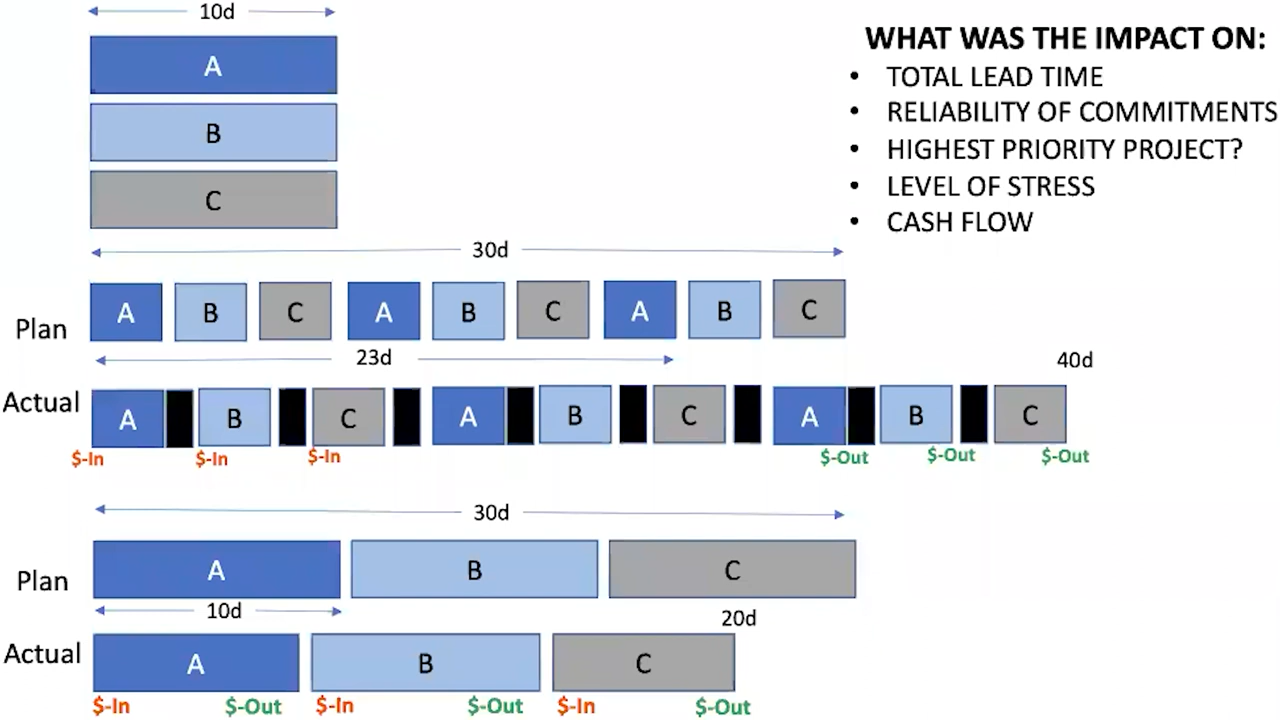 10d
WHAT WAS THE IMPACT ON:
A
• TOTAL LEAD TIME
• RELIABILITY OF COMMITMENTS
B
• HIGHEST PRIORITY PROJECT?
• LEVEL OF STRESS
C
• CASH FLOW
30d
Plan A B C A B C A B C
23d
40d
Actual A B C A B C A B C
$-In $-In $-In $-Out $-Out $-Out
30d
Plan A B C
10d
20d
Actual A B C
$-In $-Out $-In $-Out $-In $-Out